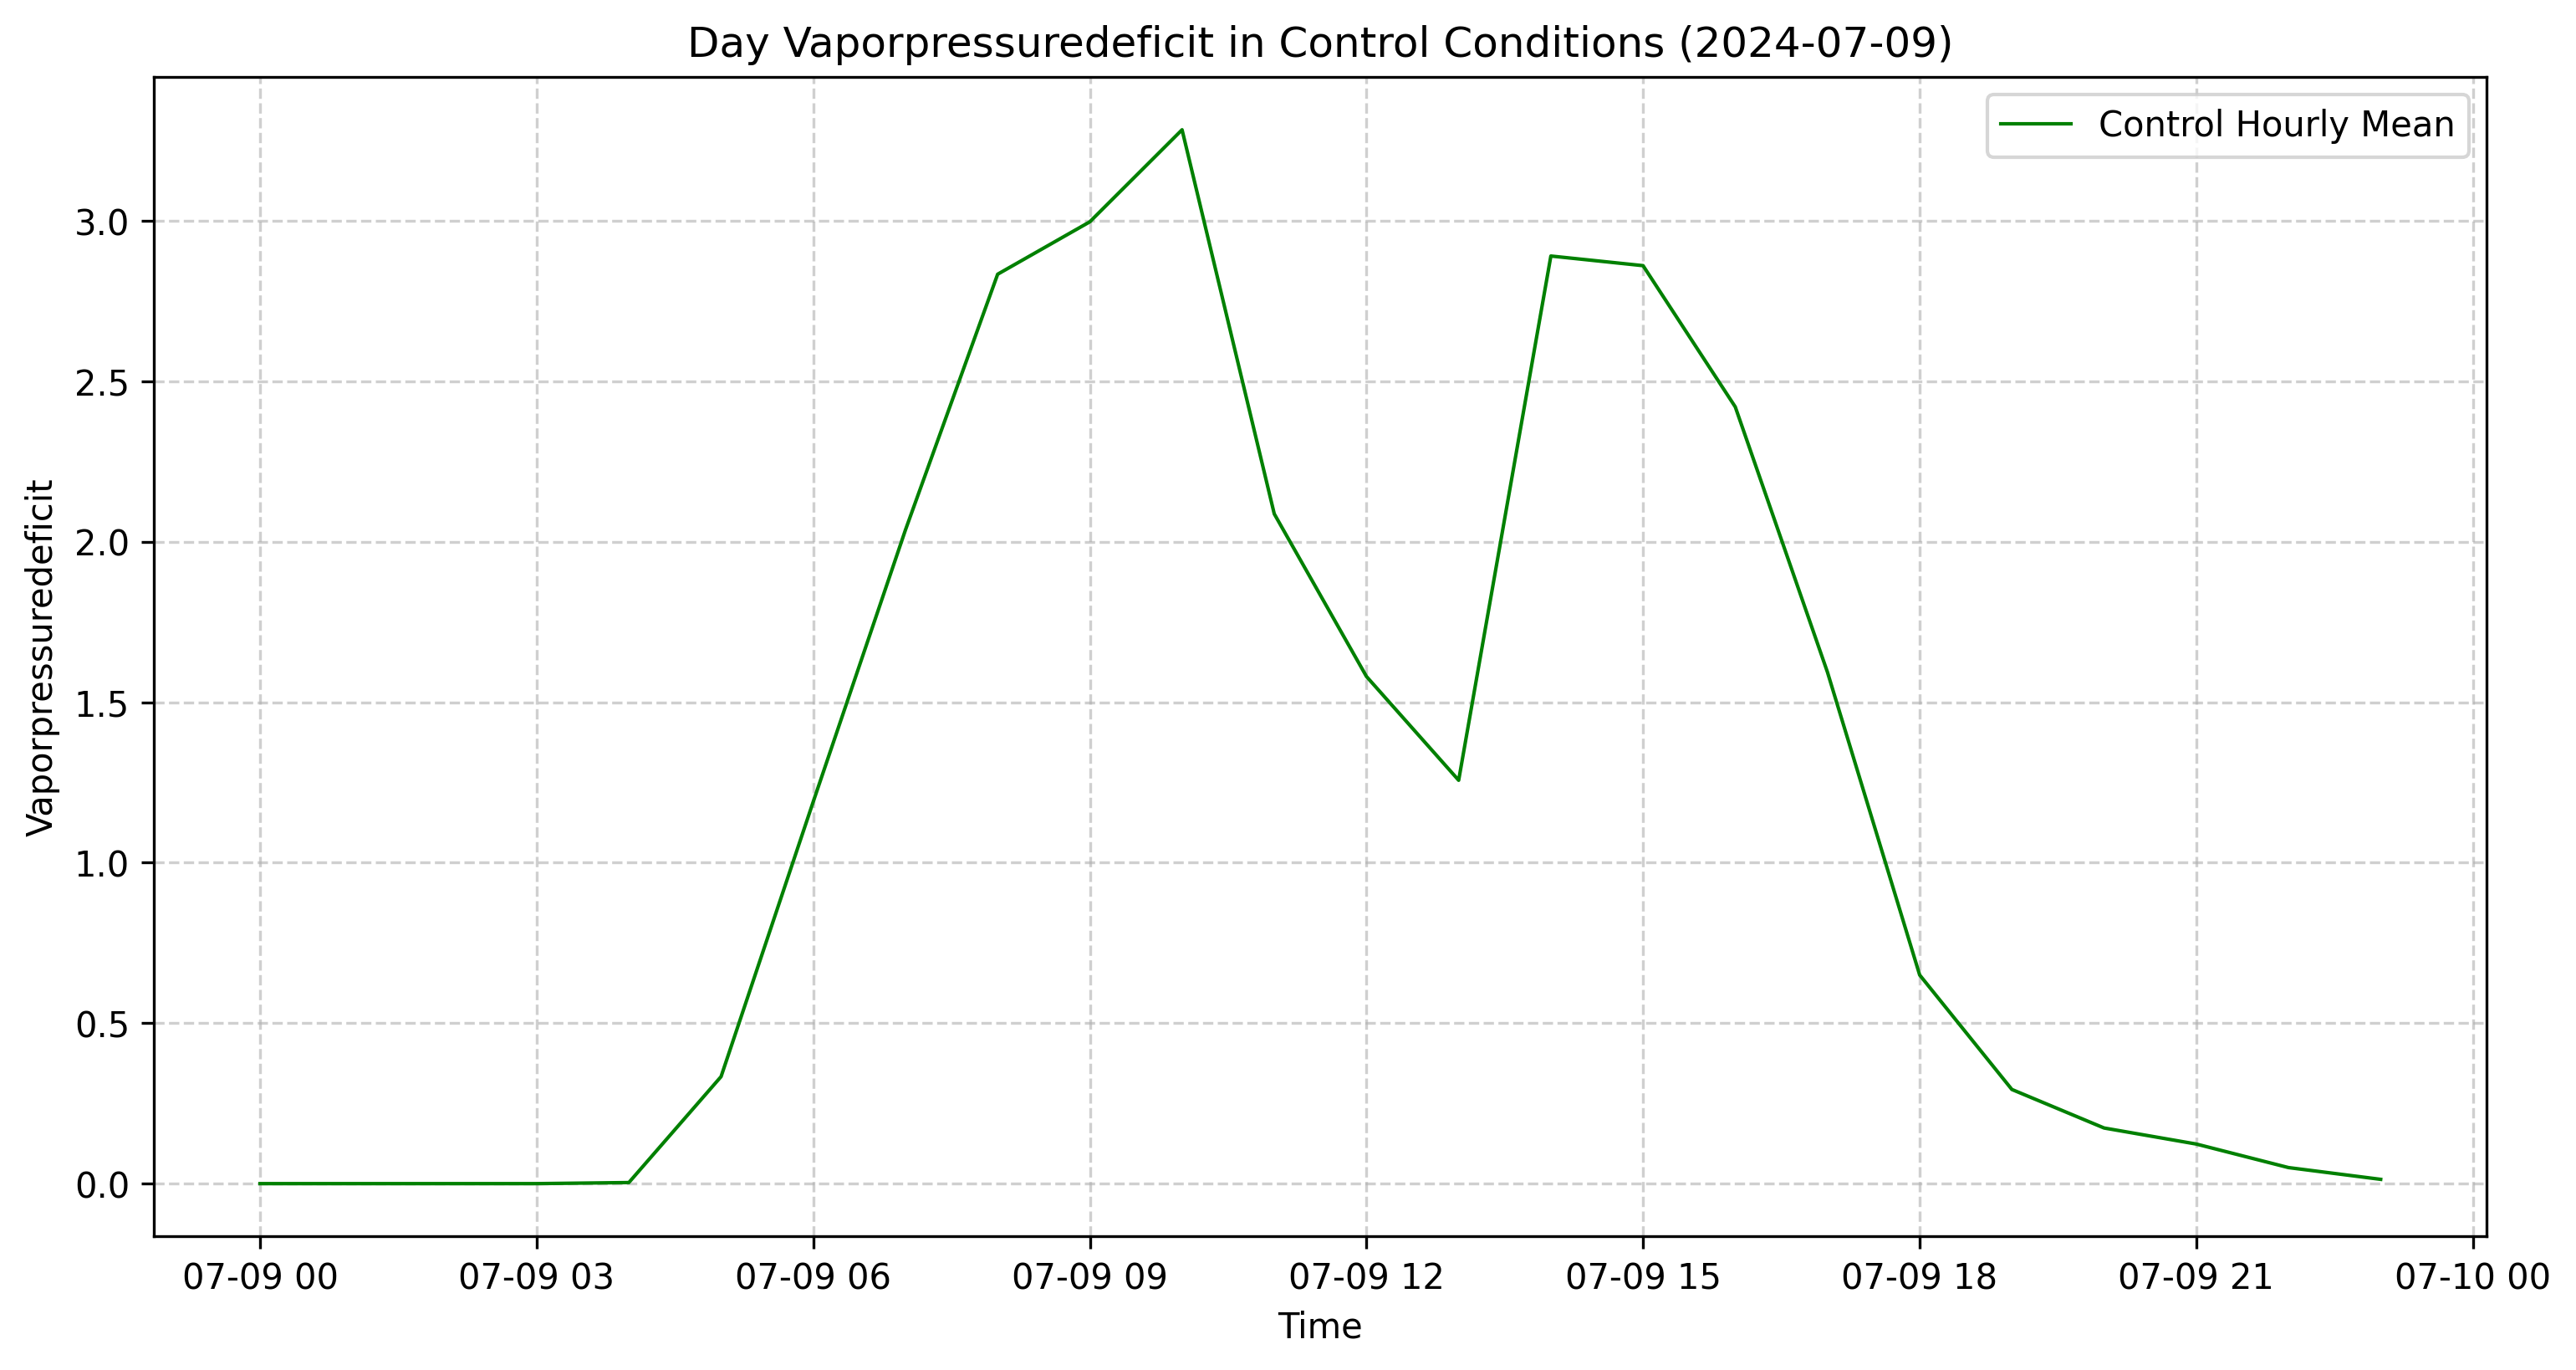 Day Vaporpressuredeficit in Control Conditions (2024-07-09)
Control Hourly Mean
Vaporpressuredeficit
3.0
2.5
2.0
1.5
1.0
0.5
0.0
07-09 00 07-09 03 07-09 06 07-09 09 07-09 12 07-09 15 07-09 18 07-09 21 07-10 00
Time